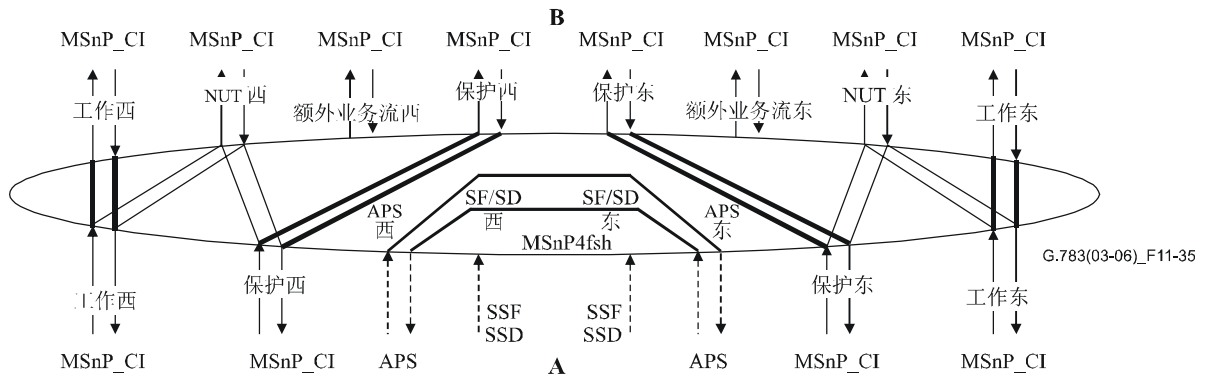 B
MSnP_CI MSnP_CI MSnP_CI MSnP_CI MSnP_CI MSnP_CI MSnP_CI MSnP_CI
工作西 NUT 西 额外业务流西 保护西 保护东 额外业务流东 NUT 东 工作东
APS 西 SF/SD 西 SF/SD 东 APS 东
MSnP4fsh
G.783(03-06)_F11-35
工作西 保护西 SSF SSD SSF SSD 保护东 工作东
MSnP_CI MSnP_CI APS APS MSnP_CI MSnP_CI
A